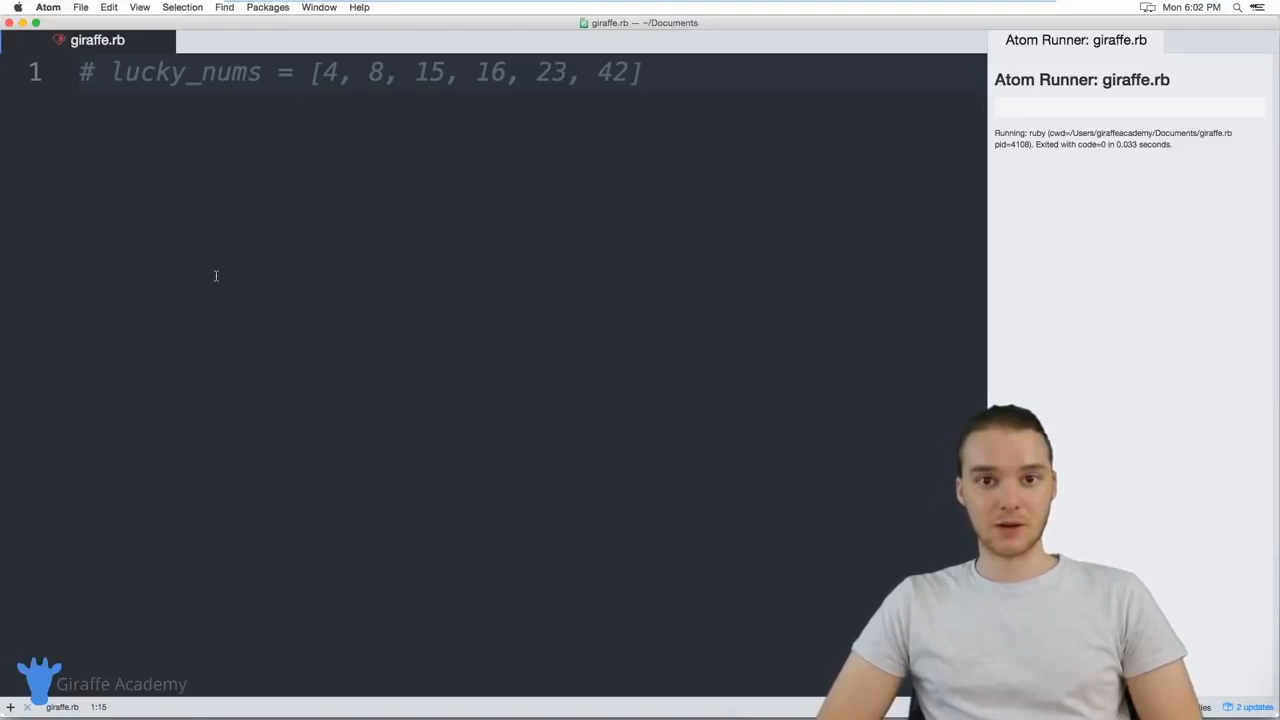 Atom File Edit View Selection Find Packages Window Help
Mon 6:02 PM
giraffe.rb — ~/Documents
giraffe.rb
Atom Runner: giraffe.rb
1 # lucky_nums = [4, 8, 15, 16, 23, 42]
Atom Runner: giraffe.rb
Running: ruby (cwd=/Users/giraffeacademy/Documents/giraffe.rb
pid=4108). Exited with code=0 in 0.033 seconds.
Giraffe Academy
giraffe.rb 1:15
2 updates